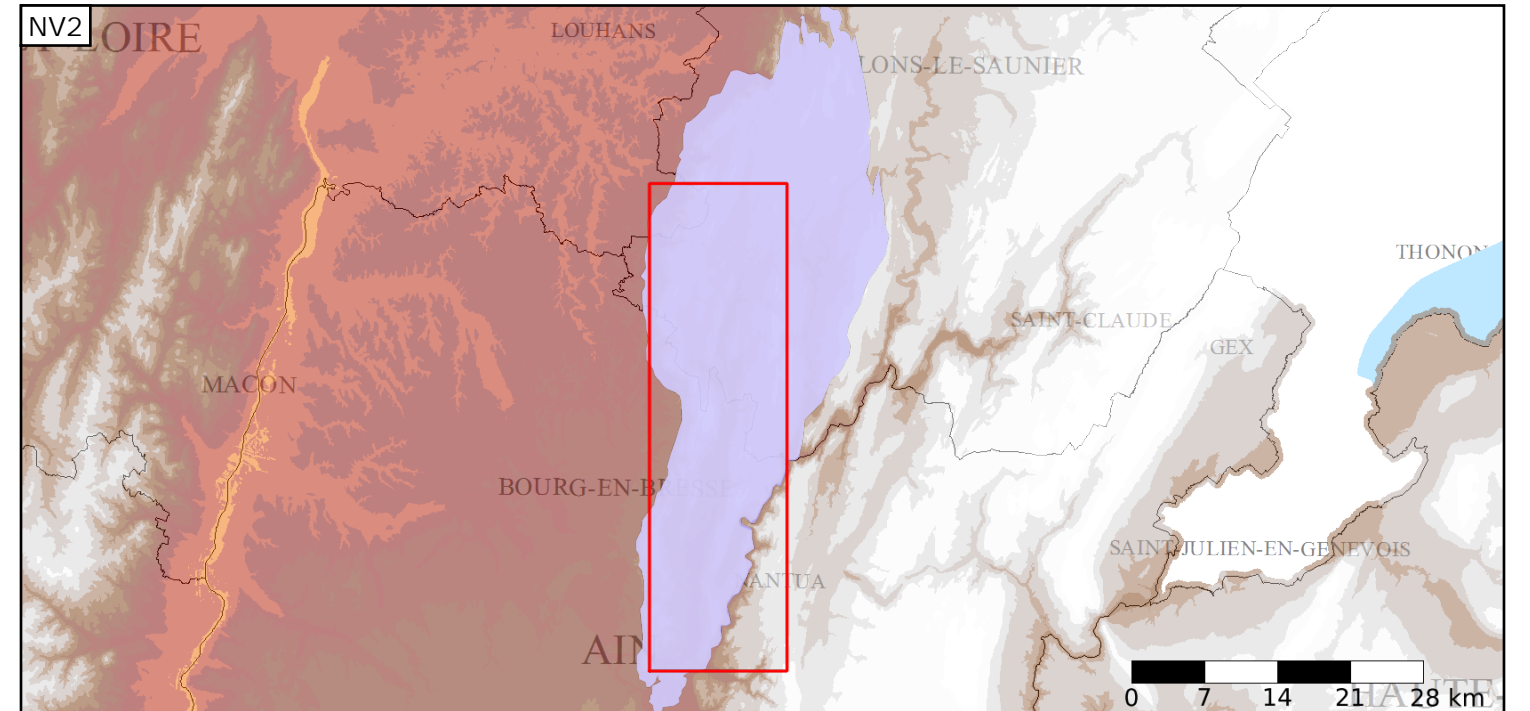 NV2
LOIRE
LOUHANS
LONS-LE-SAUNIER
THONON
SAINT-CLAUDE
GEX
MACON
BOURG-EN-BRESSE
SAINT-JULIEN-EN-GENEVOIS
NANTUA
AIN
HAUTE-
0 7 14 21 28 km